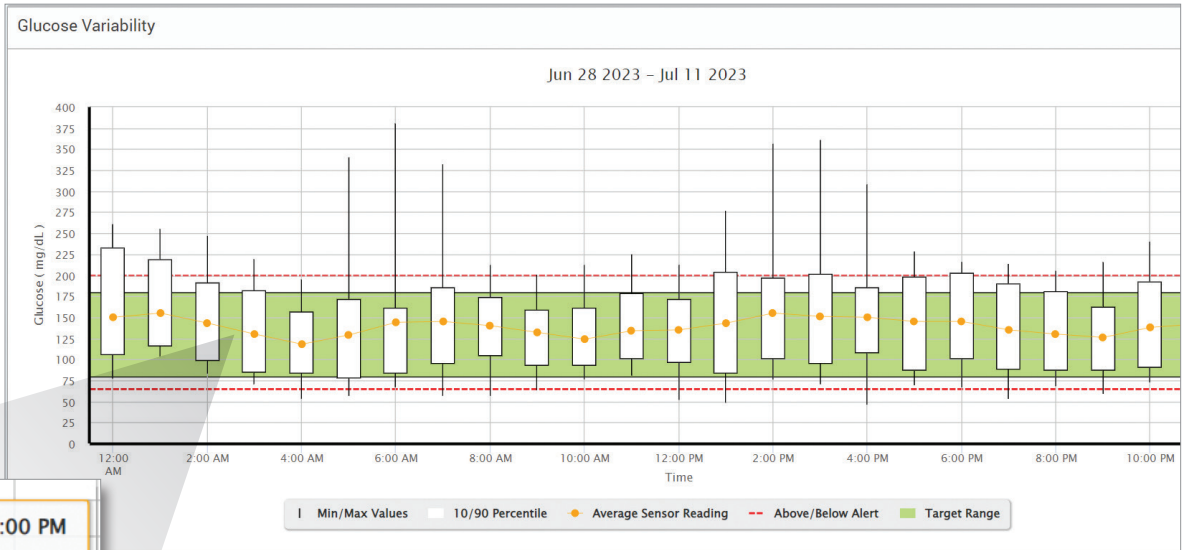 Glucose Variability
Jun 28 2023 – Jul 11 2023
Glucose ( mg/dL )
400
375
350
325
300
275
250
225
200
175
150
125
100
75
50
25
0
12:00 AM
2:00 AM
4:00 AM
6:00 AM
8:00 AM
10:00 AM
12:00 PM
2:00 PM
4:00 PM
6:00 PM
8:00 PM
10:00 PM
Time
:00 PM
Min/Max Values 10/90 Percentile Average Sensor Reading Above/Below Alert Target Range